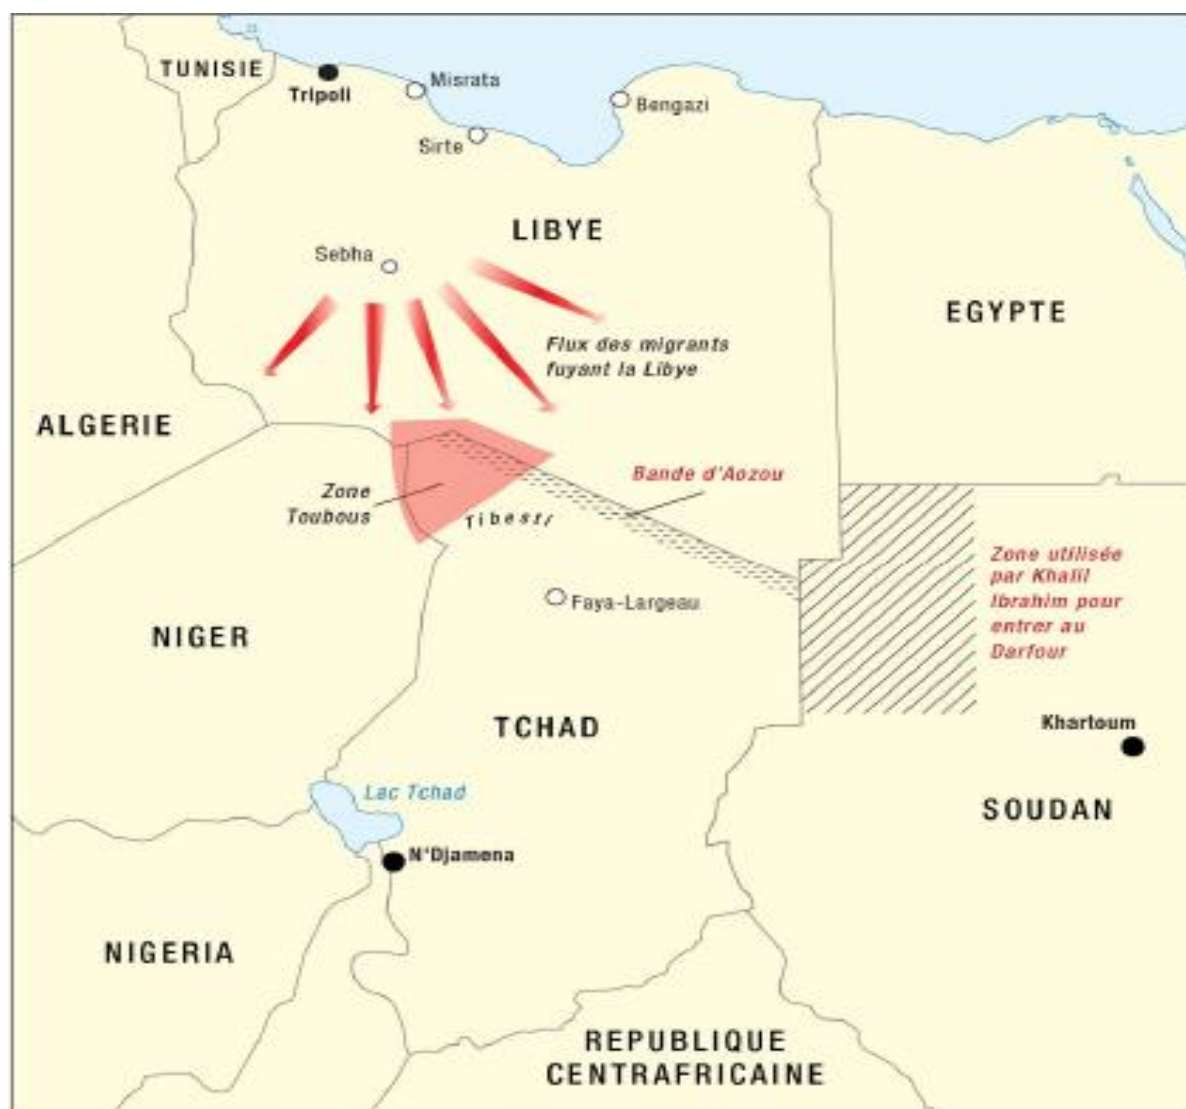 TUNISIE
Tripoli
Misrata
Bengazi
Sirte
LIBYE
Sebha
EGYPTE
Flux des migrants
fuyant la Libye
ALGERIE
Bande d'Aozou
Zone
Toubous
Tibesti
Zone utilisée
par Khalil
Ibrahim pour
entrer au
Darfour
Faya-Largeau
NIGER
TCHAD
Khartoum
Lac Tchad
SOUDAN
N'Djamena
NIGERIA
REPUBLIQUE
CENTRAFRICAINE